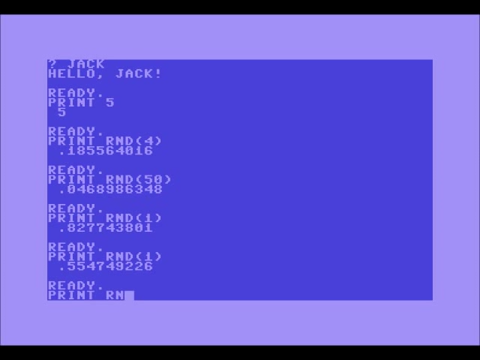 ? JACK
HELLO, JACK!
READY.
PRINT 5
5
READY.
PRINT RND(4)
.185564016
READY.
PRINT RND(50)
.0468986348
READY.
PRINT RND(1)
.827743801
READY.
PRINT RND(1)
.554749226
READY.
PRINT RN